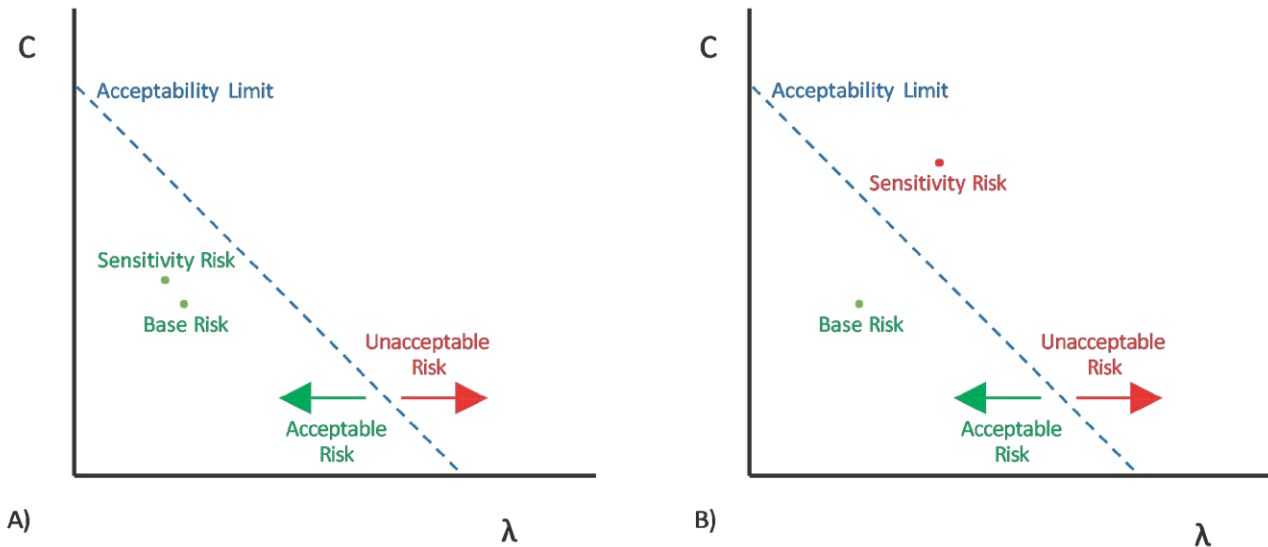 C
Acceptability Limit
Sensitivity Risk
Base Risk
Unacceptable
Risk
Acceptable
Risk
A)
λ
C
Acceptability Limit
Sensitivity Risk
Base Risk
Unacceptable
Risk
Acceptable
Risk
B)
λ